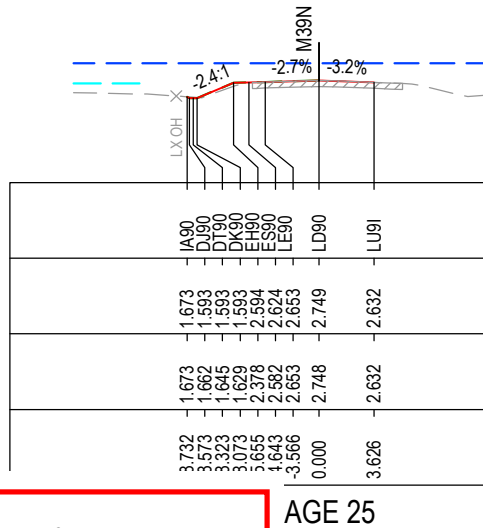 M39N
-2.4:1
-2.7%
-3.2%
LX OH
IA90 DJ90 DT90 DK90 EH90 ES90 LE90 LD90 LU9I
1.673 1.593 1.593 1.593 2.594 2.624 2.653 2.749 2.632
1.673 1.662 1.645 1.629 2.378 2.582 2.653 2.748 2.632
3.732 3.573 3.323 3.073 5.655 4.643 -3.566 0.000 3.626
AGE 25